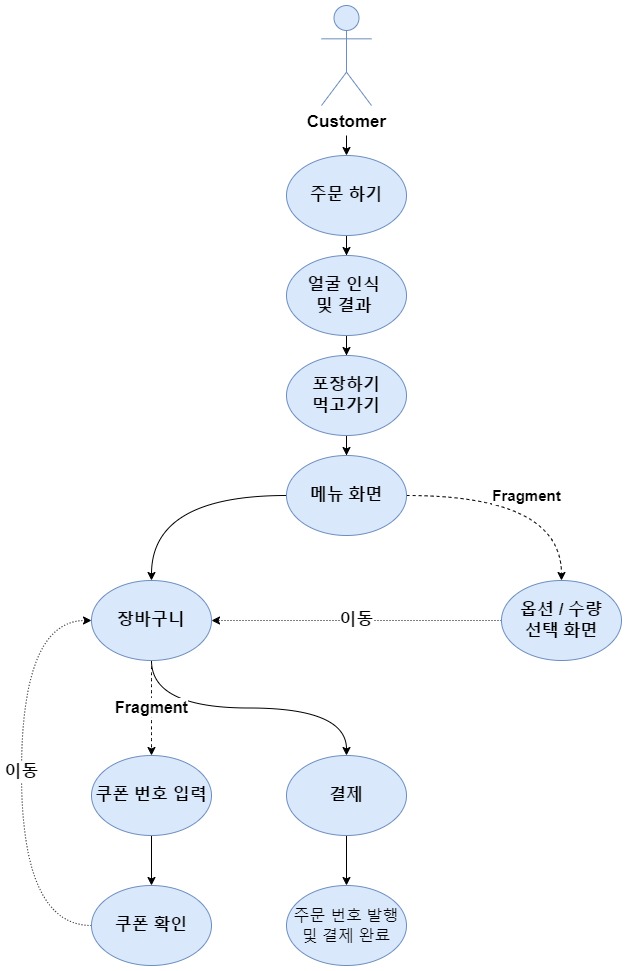 Customer
주문 하기
얼굴 인식
및 결과
포장하기
먹고가기
메뉴 화면
Fragment
장바구니
이동
옵션 / 수량
선택 화면
Fragment
이동
쿠폰 번호 입력
결제
쿠폰 확인
주문 번호 발행
및 결제 완료